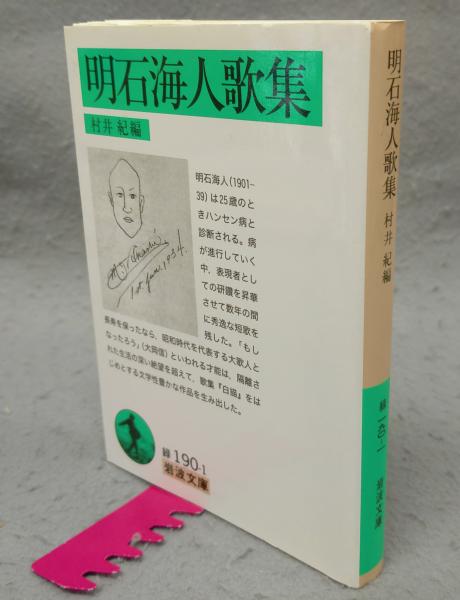 明石海人歌集
村井紀編
明石海人(1901–
39)は25歳のと
きハンセン病と
診断される。病
が進行していく
中、表現者とし
ての研鑽を昇華
させて数年の間
に秀逸な短歌を
残した。「もし
長寿を保ったなら、昭和時代を代表する大歌人と
なったろう」(大岡信)といわれる才能は、隔離さ
れた生活の深い絶望を超えて、歌集『白描』をは
じめとする文学性豊かな作品を生み出した。
緑190-1
岩波文庫
明石海人歌集
村井紀編
緑一九〇-一
岩波文庫